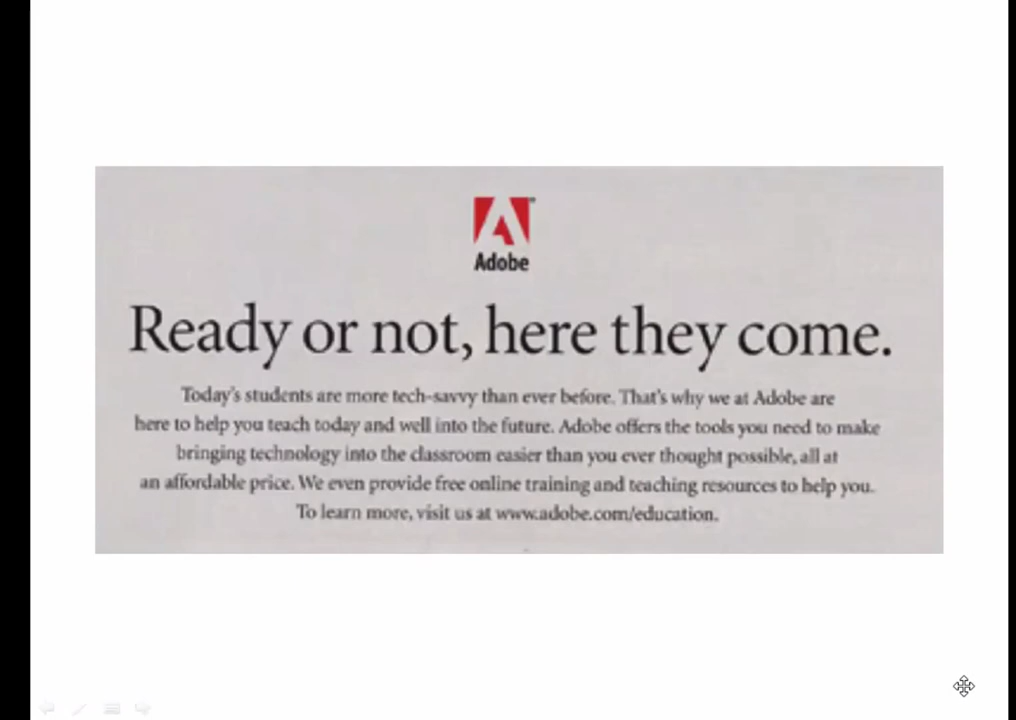 Adobe
Ready or not, here they come.
Today's students are more tech-savvy than ever before. That's why we at Adobe are
here to help you teach today and well into the future. Adobe offers the tools you need to make
bringing technology into the classroom easier than you ever thought possible, all at
an affordable price. We even provide free online training and teaching resources to help you.
To learn more, visit us at www.adobe.com/education.